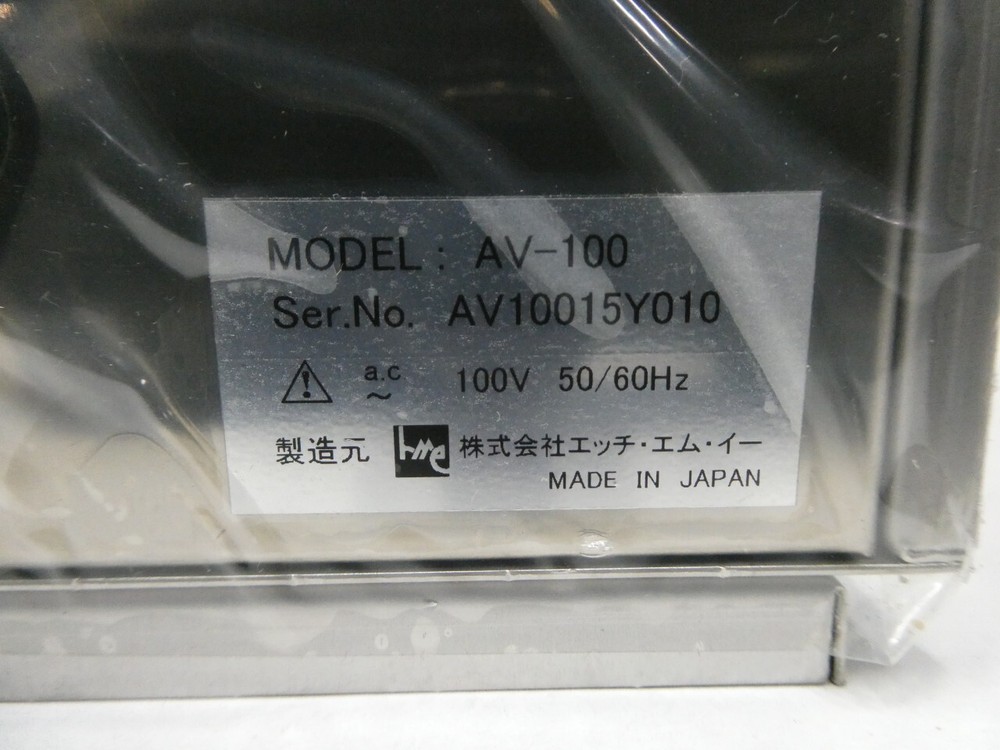 MODEL : AV-100
Ser.No. AV10015Y010
a.c ~ 100V 50/60Hz
製造元 hme 株式会社エッチ・エム・イー
MADE IN JAPAN